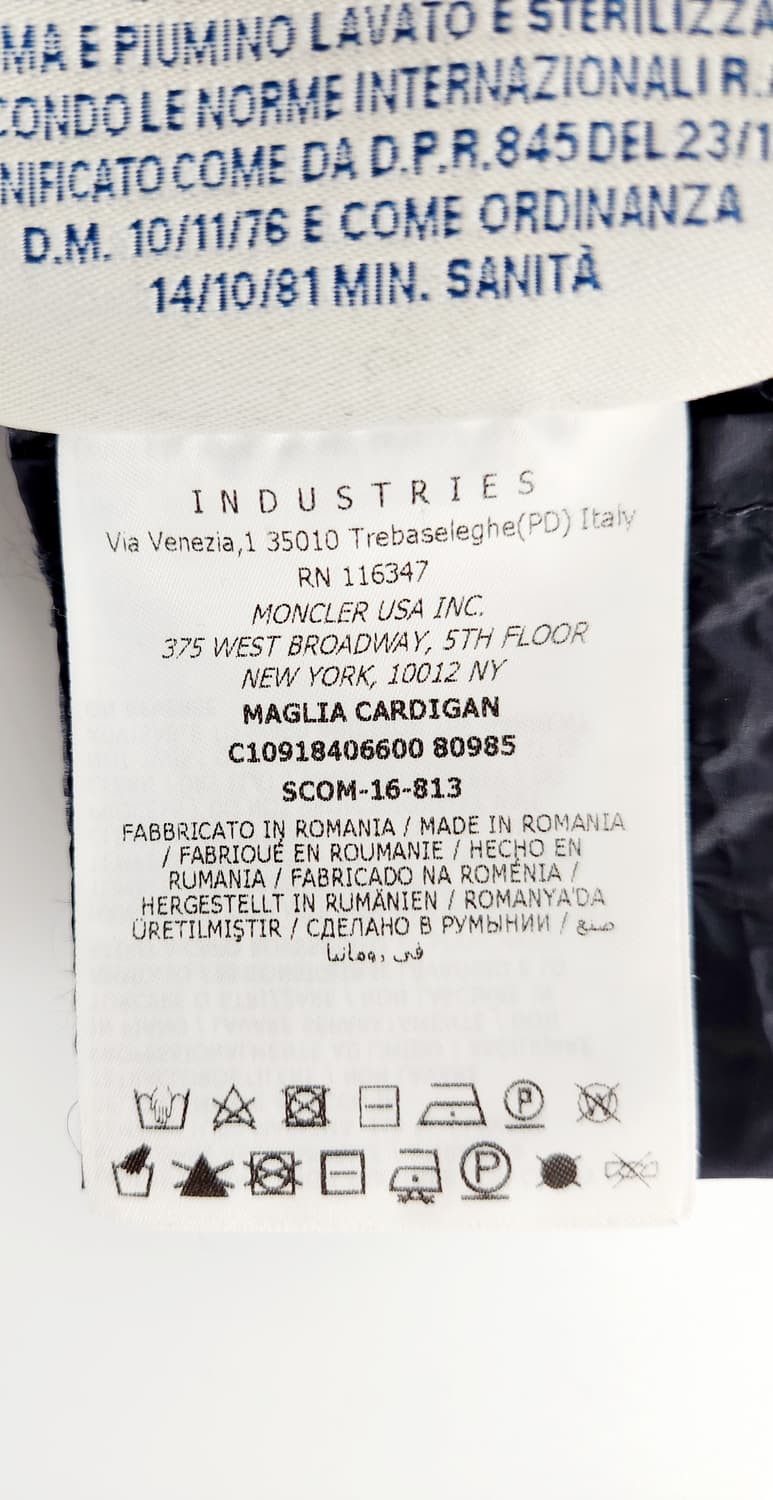 MA E PIUMINO LAVATO E STERILIZZA
CONDO LE NORME INTERNAZIONALI R.
NIFICATO COME DA D.P.R.845 DEL 23/1
D.M. 10/11/76 E COME ORDINANZA
14/10/81 MIN. SANITÀ
INDUSTRIES
Via Venezia,1 35010 Trebaseleghe(PD) Italy
RN 116347
MONCLER USA INC.
375 WEST BROADWAY, 5TH FLOOR
NEW YORK, 10012 NY
MAGLIA CARDIGAN
C10918406600 80985
SCOM-16-813
FABBRICATO IN ROMANIA / MADE IN ROMANIA
/ FABRIQUÉ EN ROUMANIE / HECHO EN
RUMANIA / FABRICADO NA ROMÊNIA /
HERGESTELLT IN RUMÄNIEN / ROMANYA'DA
ÜRETILMIŞTIR / СДЕЛАНО В РУМЫНИИ / صنع
في رومانيا
P W
P